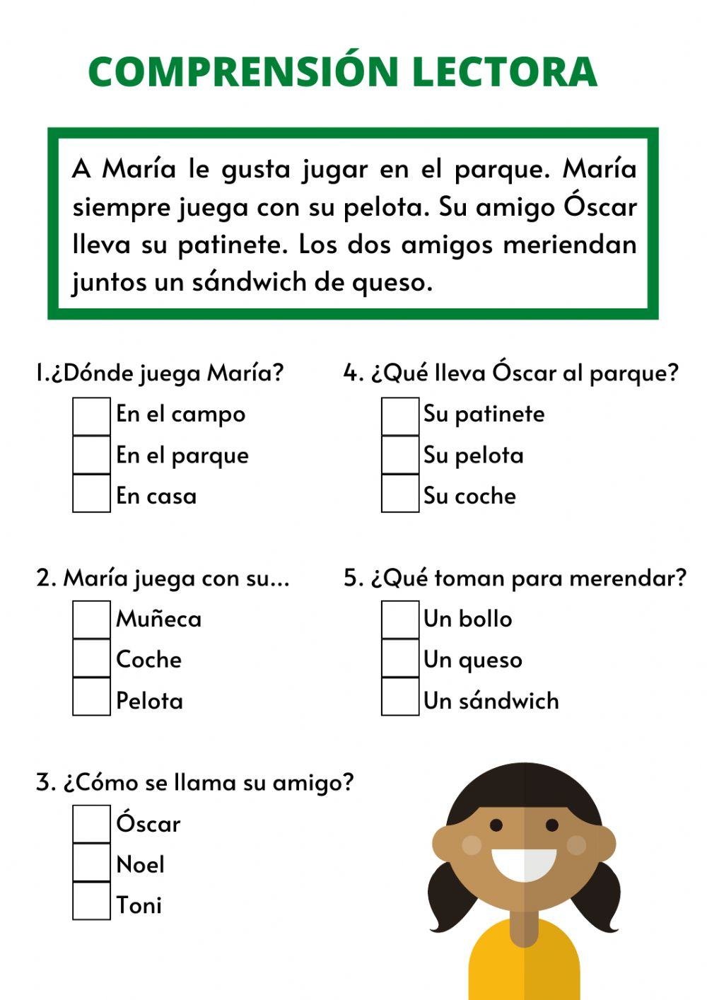 COMPRENSIÓN LECTORA
A María le gusta jugar en el parque. María
siempre juega con su pelota. Su amigo Óscar
lleva su patinete. Los dos amigos meriendan
juntos un sándwich de queso.
1.¿Dónde juega María?
En el campo
En el parque
En casa
2. María juega con su...
Muñeca
Coche
Pelota
3. ¿Cómo se llama su amigo?
Óscar
Noel
Toni
4. ¿Qué lleva Óscar al parque?
Su patinete
Su pelota
Su coche
5. ¿Qué toman para merendar?
Un bollo
Un queso
Un sándwich